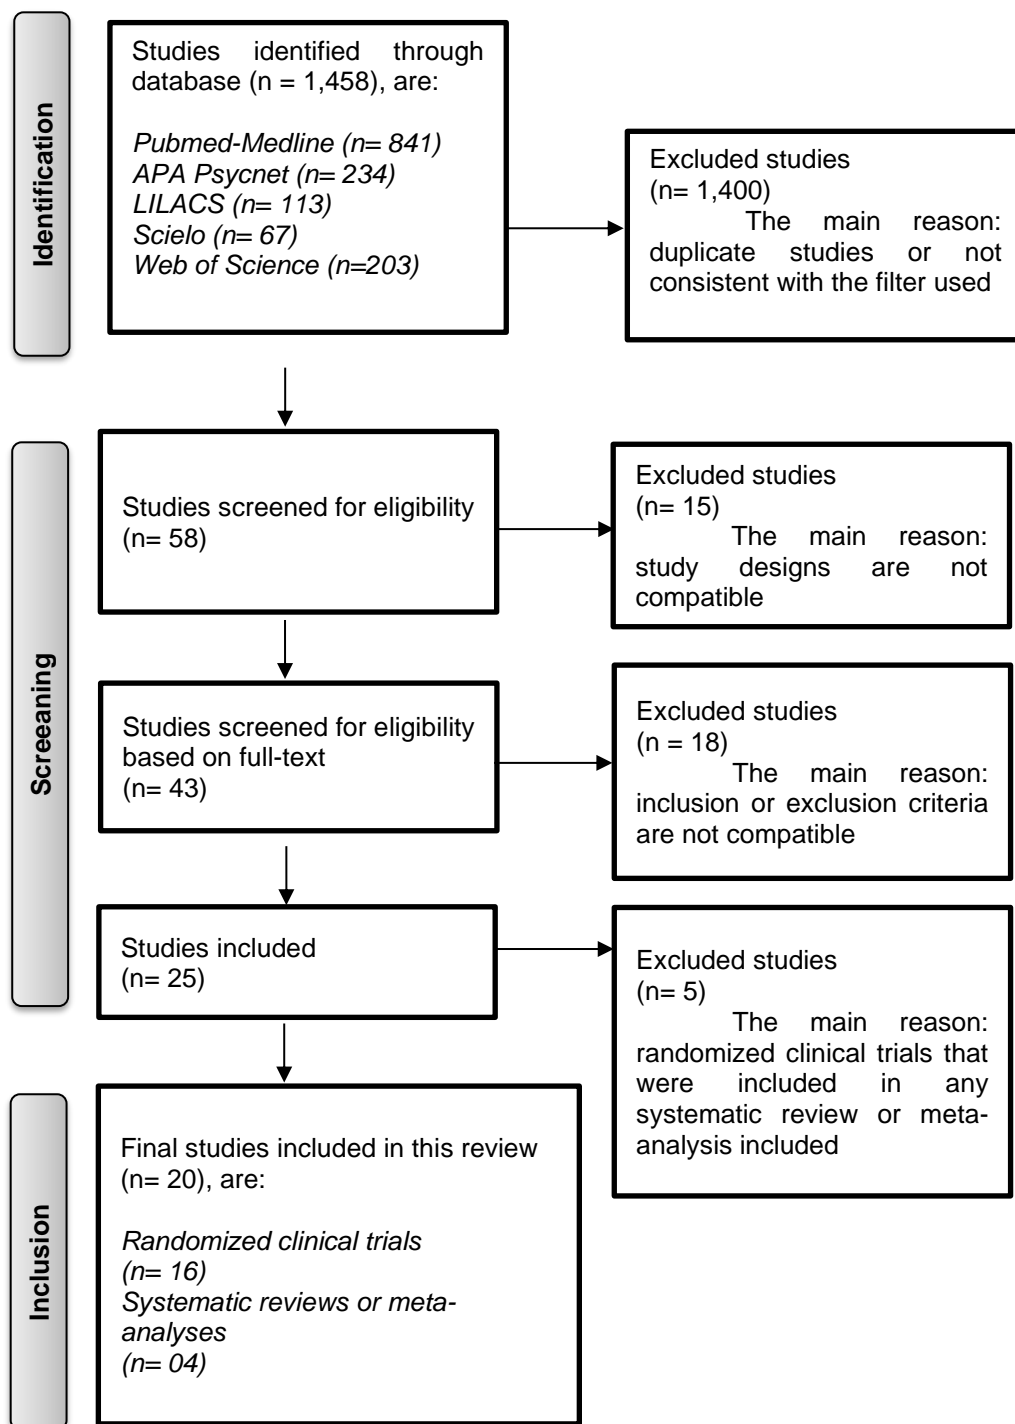 Identification
Studies identified through
database (n = 1,458), are:
Pubmed-Medline (n= 841)
APA Psycnet (n= 234)
LILACS (n= 113)
Scielo (n= 67)
Web of Science (n=203)
Excluded studies
(n= 1,400)
The main reason:
duplicate studies or not
consistent with the filter used
Screeaning
Studies screened for eligibility
(n= 58)
Excluded studies
(n= 15)
The main reason:
study designs are not
compatible
Studies screened for eligibility
based on full-text
(n= 43)
Excluded studies
(n = 18)
The main reason:
inclusion or exclusion criteria
are not compatible
Studies included
(n= 25)
Excluded studies
(n= 5)
The main reason:
randomized clinical trials that
were included in any
systematic review or meta-
analysis included
Inclusion
Final studies included in this review
(n= 20), are:
Randomized clinical trials
(n= 16)
Systematic reviews or meta-
analyses
(n= 04)